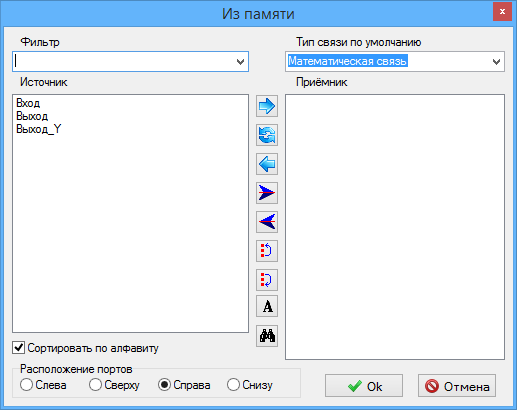 Из памяти
x
Фильтр
Тип связи по умолчанию
Математическая связь
Источник
Приёмник
Вход
Выход
Выход_Y
A
Сортировать по алфавиту
Расположение портов
Слева Сверху Справа Снизу
Ok Отмена